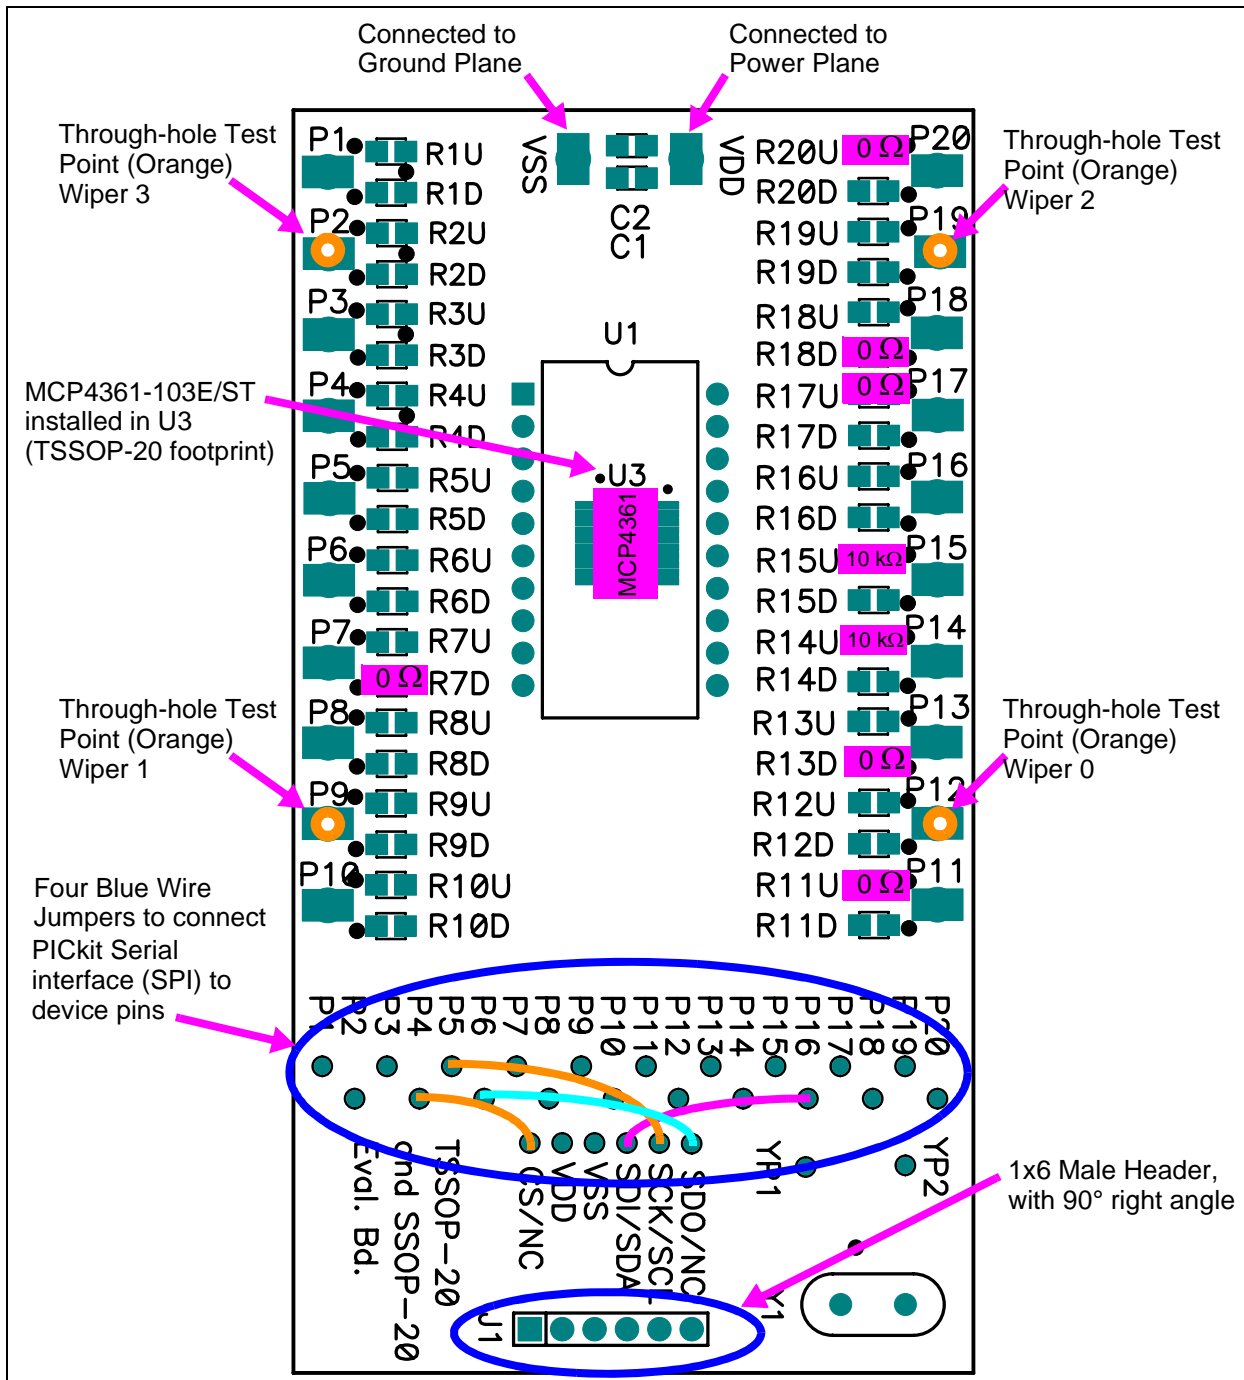 Connected to
Ground Plane
Connected to
Power Plane
Through-hole Test
Point (Orange)
Wiper 3
Through-hole Test
Point (Orange)
Wiper 2
VSS
VDD
C2
C1
P1
R1U
R1D
P2
R2U
R2D
P3
R3U
R3D
P4
R4U
R4D
P5
R5U
R5D
P6
R6U
R6D
P7
R7U
0 Ω
R7D
P8
R8U
R8D
P9
R9U
R9D
P10
R10U
R10D
R20U
0 Ω
P20
R20D
R19U
P19
R19D
R18U
P18
R18D
0 Ω
R17U
0 Ω
P17
R17D
R16U
P16
R16D
R15U
10 kΩ
P15
R15D
R14U
10 kΩ
P14
R14D
R13U
P13
R13D
0 Ω
R12U
P12
R12D
R11U
0 Ω
P11
R11D
U1
U3
MCP4361
MCP4361-103E/ST
installed in U3
(TSSOP-20 footprint)
Through-hole Test
Point (Orange)
Wiper 1
Through-hole Test
Point (Orange)
Wiper 0
Four Blue Wire
Jumpers to connect
PICkit Serial
interface (SPI) to
device pins
P1
P2
P3
P4
P5
P6
P7
P8
P9
P10
P11
P12
P13
P14
P15
P16
P17
P18
P19
P20
TSSOP-20
and SSOP-20
Eval. Bd.
CS/NC
VDD
VSS
SDI/SDA
SCK/SCL
SDO/NC
YP1
YP2
Y1
J1
1x6 Male Header,
with 90° right angle